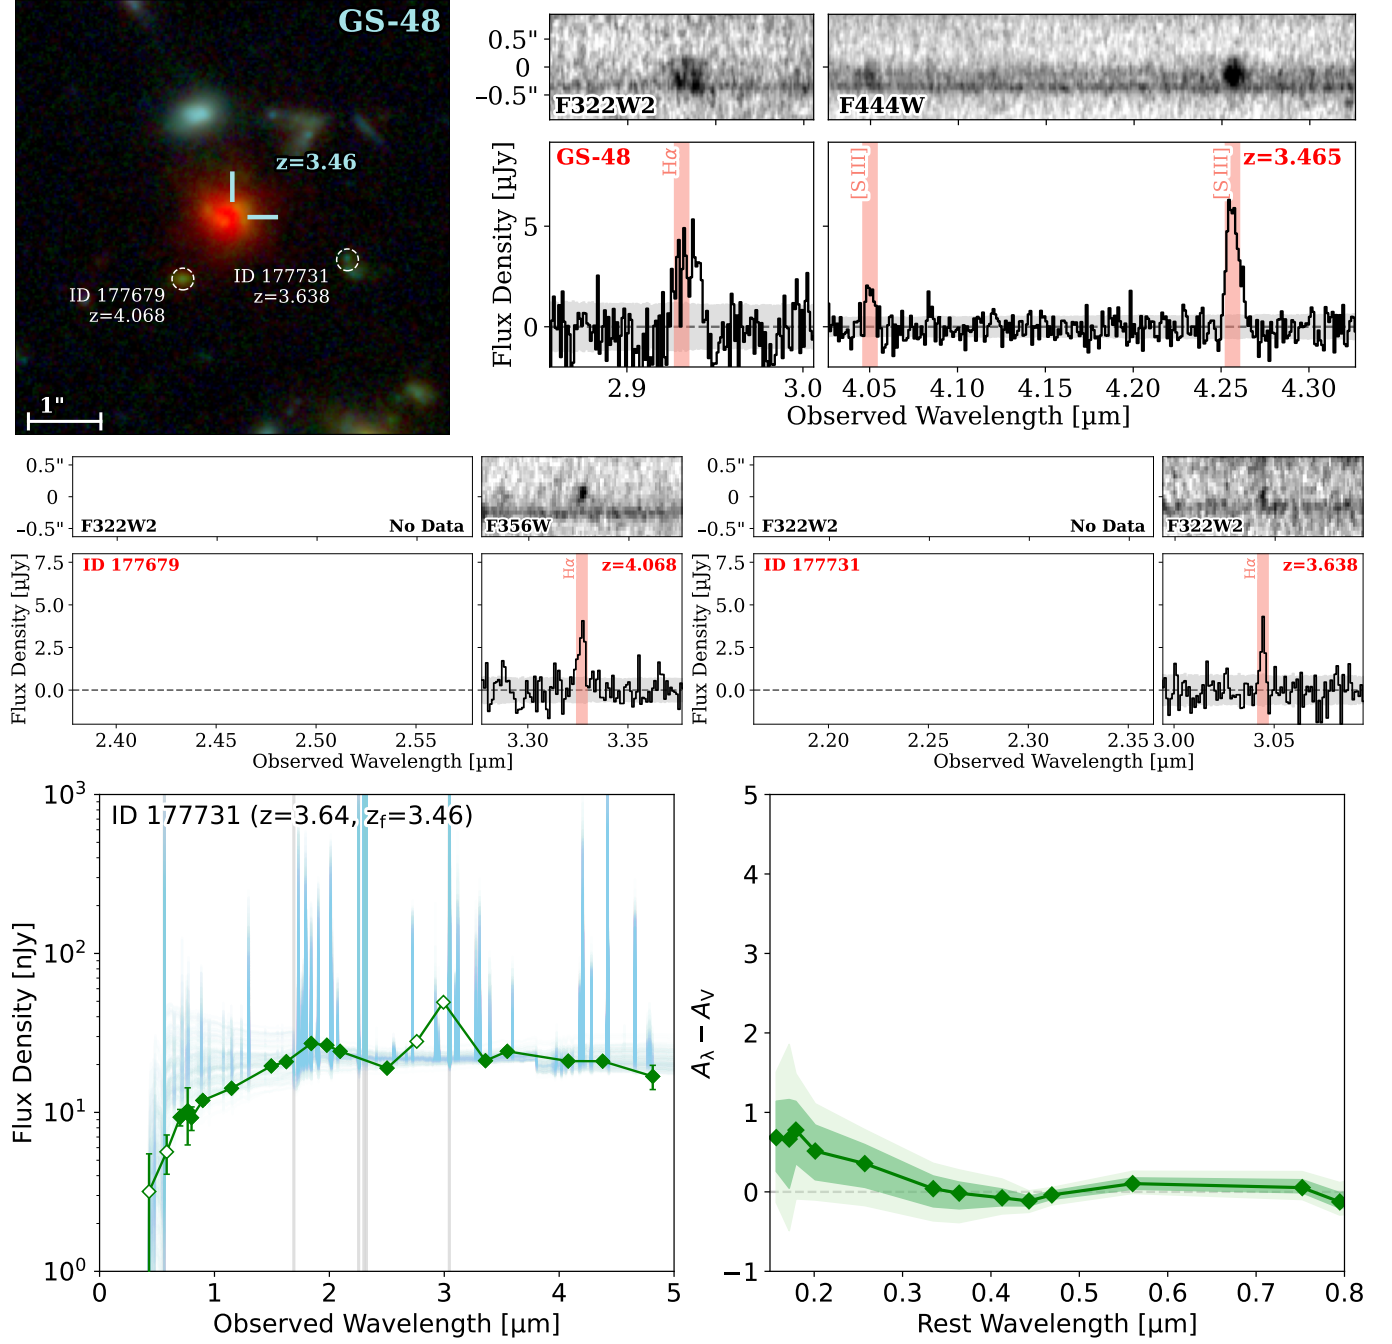 GS-48
z=3.46
ID 177731
z=3.638
ID 177679
z=4.068
1"
0.5"
0
−0.5"
F322W2
F444W
Flux Density [µJy]
5
0
GS-48
Hα
[S III]
[S III]
z=3.465
2.9
3.0
4.05
4.10
4.15
4.20
4.25
4.30
Observed Wavelength [µm]
0.5"
0
−0.5"
F322W2
No Data
F356W
Flux Density [µJy]
7.5
5.0
2.5
0.0
ID 177679
Hα
z=4.068
2.40
2.45
2.50
2.55
3.30
3.35
Observed Wavelength [µm]
0.5"
0
−0.5"
F322W2
No Data
F322W2
Flux Density [µJy]
7.5
5.0
2.5
0.0
ID 177731
Hα
z=3.638
2.20
2.25
2.30
2.35
3.00
3.05
Observed Wavelength [µm]
ID 177731 (z=3.64, z_f=3.46)
Flux Density [nJy]
10³
10²
10¹
10⁰
0
1
2
3
4
5
Observed Wavelength [µm]
A_λ − A_V
5
4
3
2
1
0
−1
0.2
0.3
0.4
0.5
0.6
0.7
0.8
Rest Wavelength [µm]